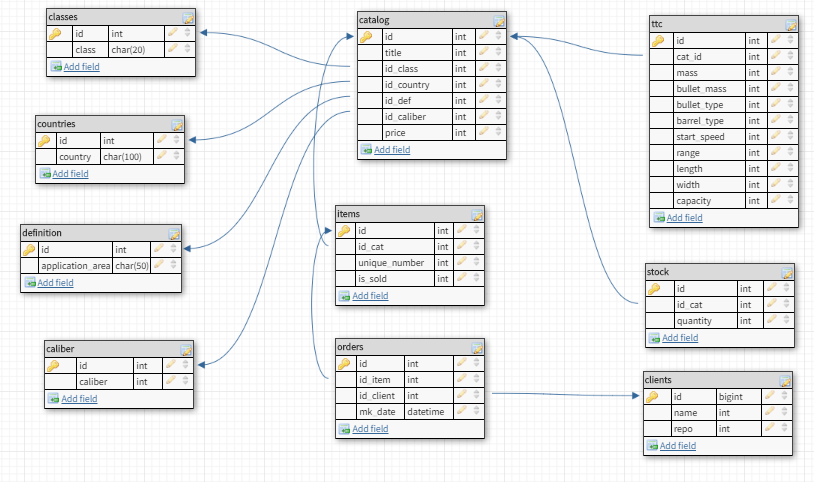 classes
id int
class char(20)
Add field
countries
id int
country char(100)
Add field
definition
id int
application_area char(50)
Add field
caliber
id int
caliber int
Add field
catalog
id int
title int
id_class int
id_country int
id_def int
id_caliber int
price int
Add field
items
id int
id_cat int
unique_number int
is_sold int
Add field
orders
id int
id_item int
id_client int
mk_date datetime
Add field
ttc
id int
cat_id int
mass int
bullet_mass int
bullet_type int
barrel_type int
start_speed int
range int
length int
width int
capacity int
Add field
stock
id int
id_cat int
quantity int
Add field
clients
id bigint
name int
repo int
Add field